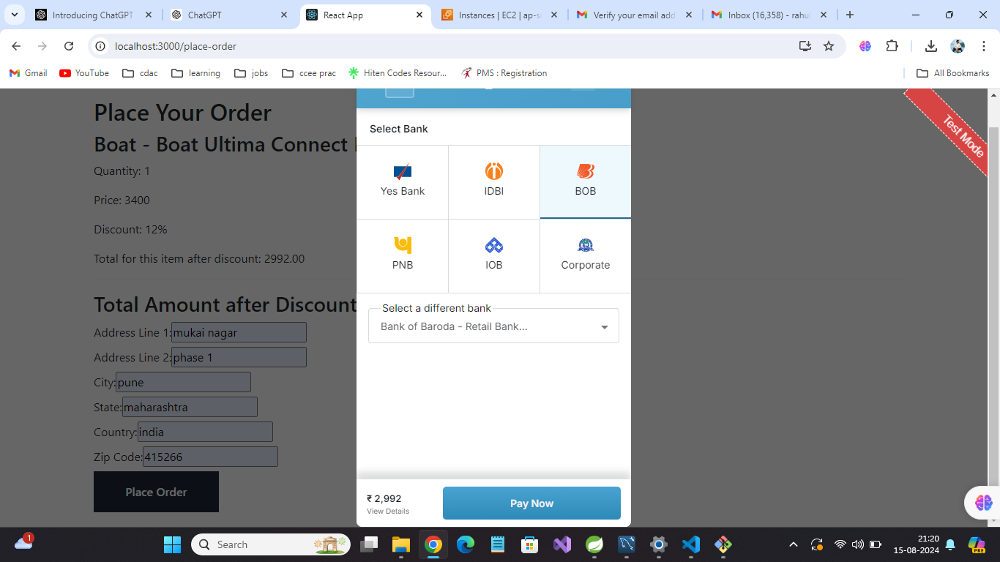 Introducing ChatGPT
ChatGPT
React App
Instances | EC2 | ap-s
Verify your email add
Inbox (16,358) - rahul
localhost:3000/place-order
Gmail
YouTube
cdac
learning
jobs
ccee prac
Hiten Codes Resour...
PMS : Registration
All Bookmarks
Place Your Order
Boat - Boat Ultima Connect
Quantity: 1
Price: 3400
Discount: 12%
Total for this item after discount: 2992.00
Total Amount after Discount
Address Line 1: mukai nagar
Address Line 2: phase 1
City: pune
State: maharashtra
Country: india
Zip Code: 415266
Place Order
Select Bank
Yes Bank
IDBI
BOB
PNB
IOB
Corporate
Select a different bank
Bank of Baroda - Retail Bank...
₹ 2,992
View Details
Pay Now
Test Mode
1
Search
PRE
21:20
15-08-2024